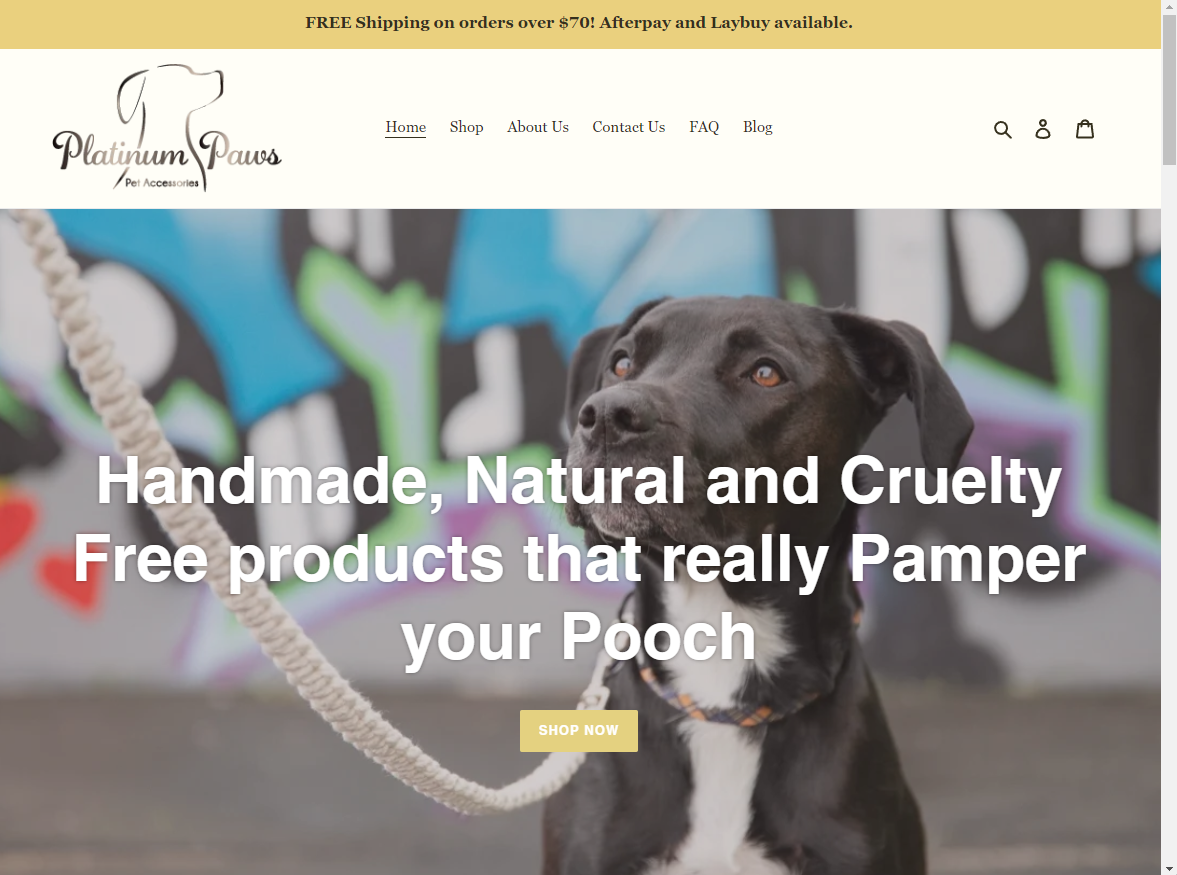 FREE Shipping on orders over $70! Afterpay and Laybuy available.
Platinum Paws
Pet Accessories
Home Shop About Us Contact Us FAQ Blog
Handmade, Natural and Cruelty
Free products that really Pamper
your Pooch
SHOP NOW